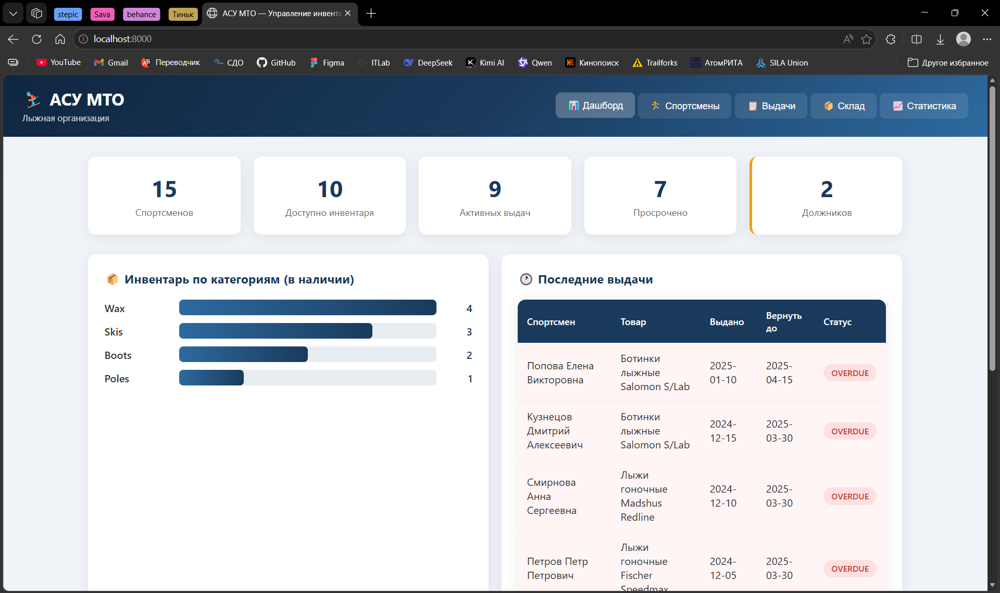 stepic
Sava
behance
Тиньк
АСУ МТО — Управление инвента
localhost:8000
YouTube
Gmail
Переводчик
СДО
GitHub
Figma
ITLab
DeepSeek
Kimi AI
Qwen
Кинопоиск
Trailforks
АтомРИТА
SILA Union
Другое избранное
АСУ МТО
Лыжная организация
Дашборд
Спортсмены
Выдачи
Склад
Статистика
15
Спортсменов
10
Доступно инвентаря
9
Активных выдач
7
Просрочено
2
Должников
Инвентарь по категориям (в наличии)
Wax 4
Skis 3
Boots 2
Poles 1
Последние выдачи
Спортсмен
Товар
Выдано
Вернуть
до
Статус
Попова Елена
Викторовна
Ботинки
лыжные
Salomon S/Lab
2025-
01-10
2025-
04-15
OVERDUE
Кузнецов
Дмитрий
Алексеевич
Ботинки
лыжные
Salomon S/Lab
2024-
12-15
2025-
03-30
OVERDUE
Смирнова
Анна
Сергеевна
Лыжи
гоночные
Madshus
Redline
2024-
12-10
2025-
03-30
OVERDUE
Петров Петр
Петрович
Лыжи
гоночные
Fischer
Speedmax
2024-
12-05
2025-
03-30
OVERDUE